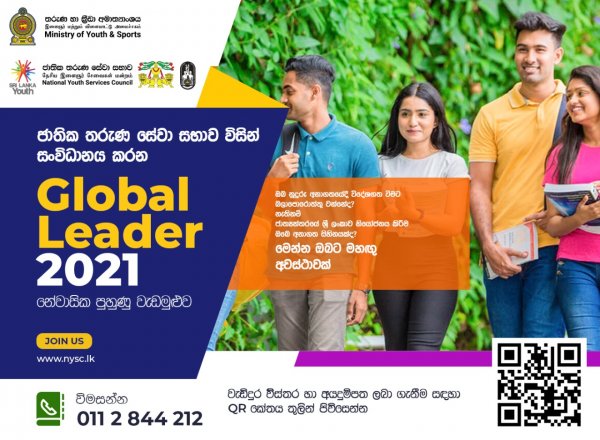 තරුණ හා ක්‍රීඩා අමාත්‍යාංශය
இளைஞர் மற்றும் விளையாட்டு அமைச்சு
Ministry of Youth & Sports
SRI LANKA
Youth
ජාතික තරුණ සේවා සභාව
தேசிய இளைஞர் சேவைகள் மன்றம்
National Youth Services Council
ජාතික තරුණ සේවා සභාව විසින්
සංවිධානය කරන
Global
Leader
2021
නේවාසික පුහුණු වැඩමුළුව
JOIN US
www.nysc.lk
ඔබ නුදුරු අනාගතයේදී විදේශගත වීමට
බලාපොරොත්තු වන්නේද?
නැතිනම්
ජාත්‍යන්තරයේ ශ්‍රී ලංකාව නියෝජනය කිරීම
ඔබේ අනාගත සිහිනයක්ද?
මෙන්න ඔබට මහඟු
අවස්ථාවක්
විමසන්න
011 2 844 212
වැඩිදුර විස්තර හා අයදුම්පත ලබා ගැනීම සඳහා
QR කේතය තුලින් පිවිසෙන්න